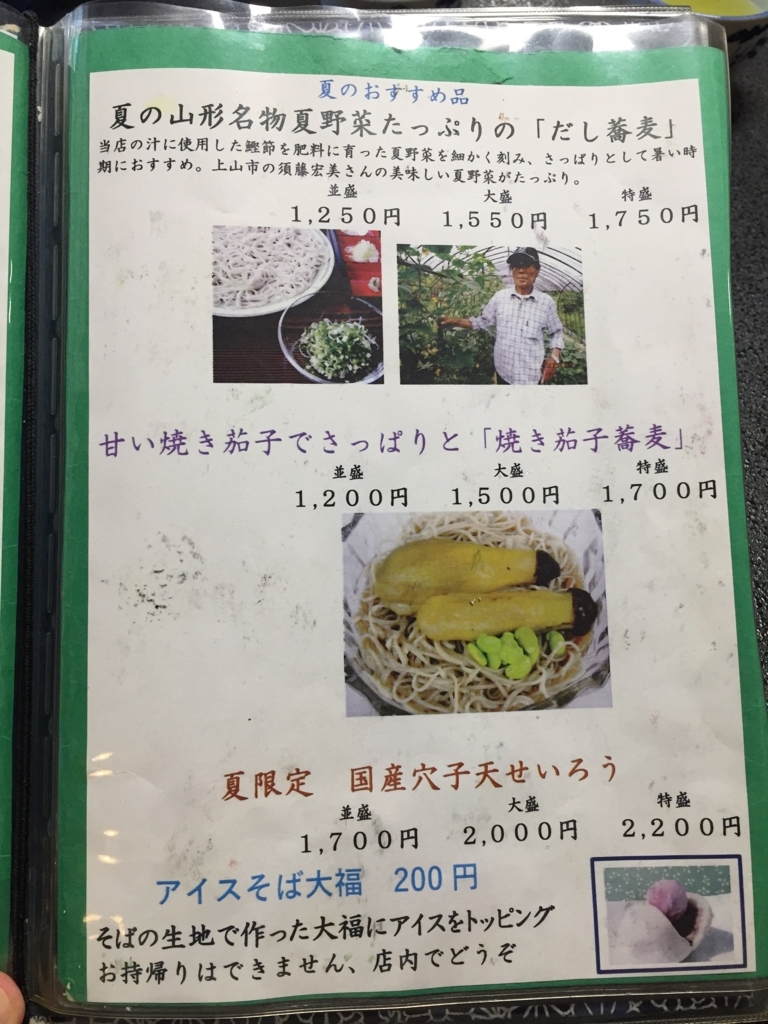 夏のおすすめ品
夏の山形名物夏野菜たっぷりの「だし蕎麦」
当店の汁に使用した鰹節を肥料に育った夏野菜を細かく刻み、さっぱりとして暑い時
期におすすめ。上山市の須藤宏美さんの美味しい夏野菜がたっぷり。
並盛 大盛 特盛
1,250円 1,550円 1,750円
甘い焼き茄子でさっぱりと「焼き茄子蕎麦」
並盛 大盛 特盛
1,200円 1,500円 1,700円
夏限定 国産穴子天せいろう
並盛 大盛 特盛
1,700円 2,000円 2,200円
アイスそば大福 200円
そばの生地で作った大福にアイスをトッピング
お持帰りはできません、店内でどうぞ